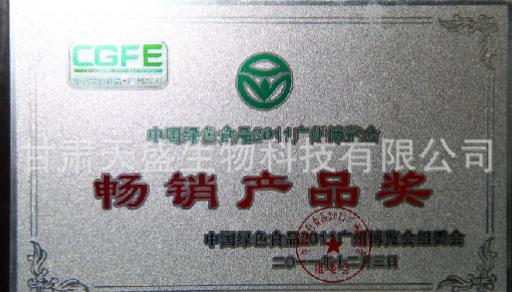 CGFE
中国绿色食品2011广州博览会
甘肃天盛生物科技有限公司
畅销产品奖
中国绿色食品2011广州博览会组委会
二〇一一年十二月三日
组委会